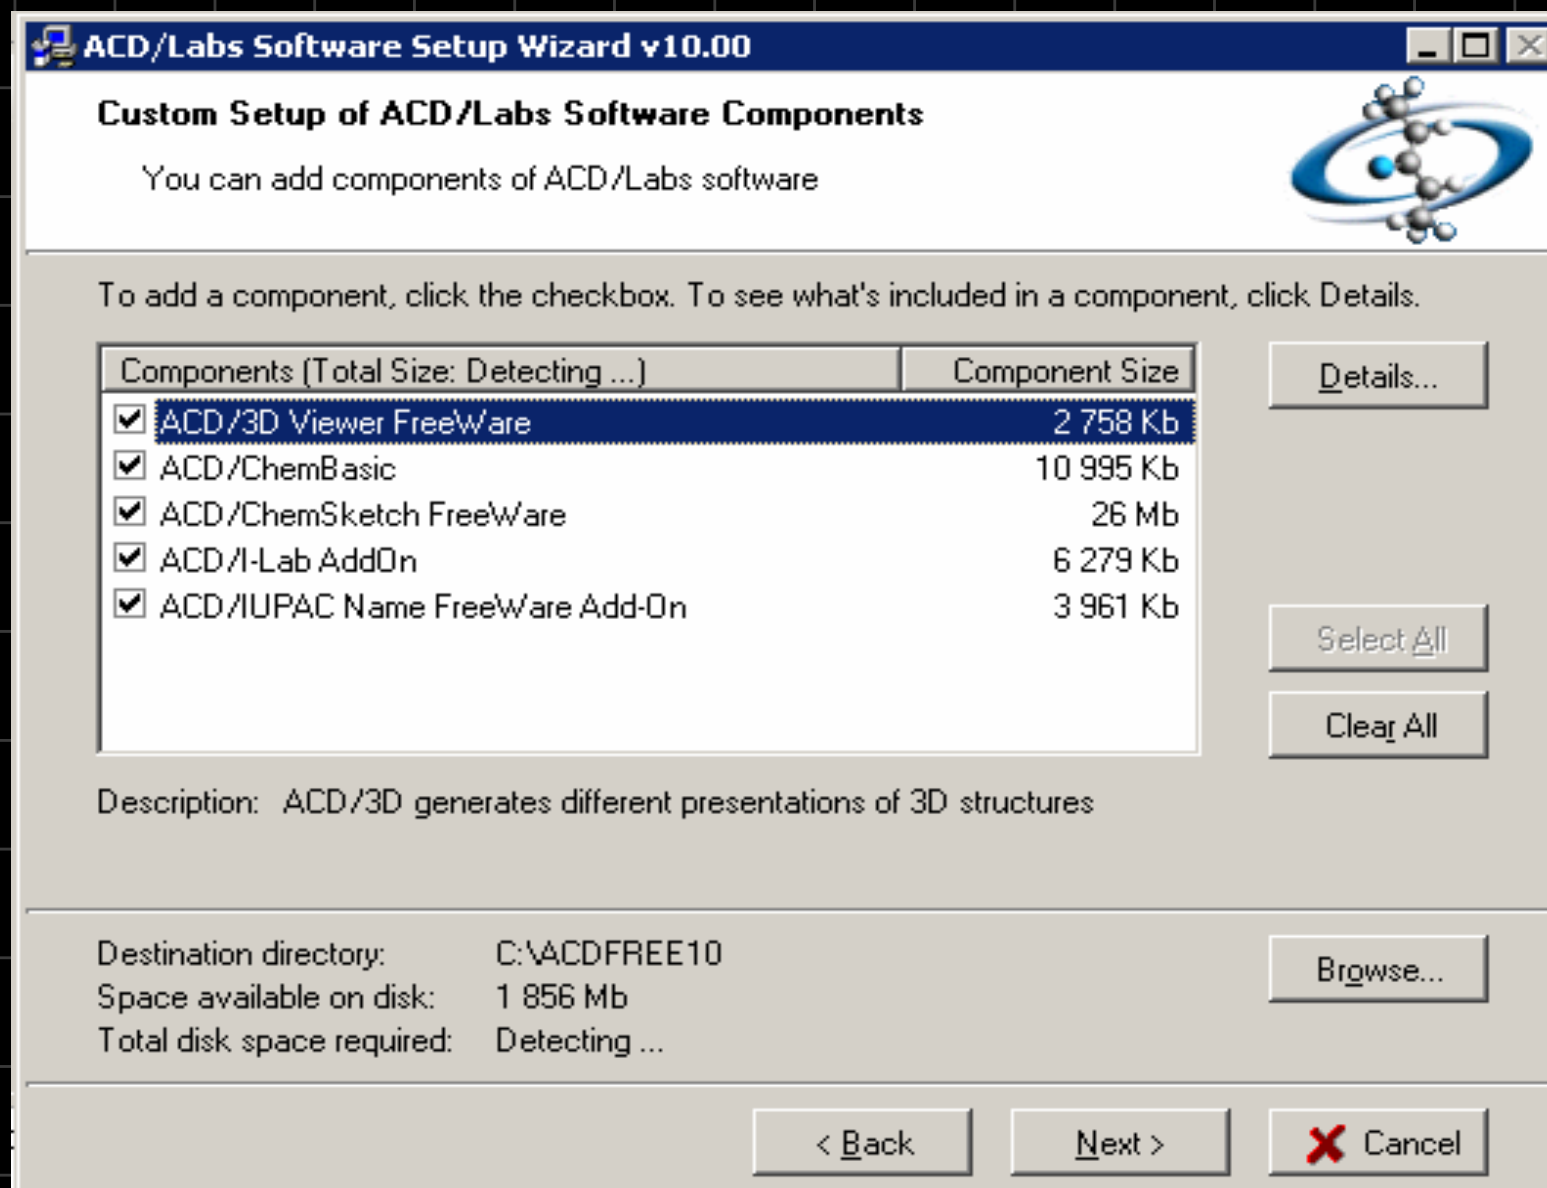 ACD/Labs Software Setup Wizard v10.00
Custom Setup of ACD/Labs Software Components
You can add components of ACD/Labs software
To add a component, click the checkbox. To see what's included in a component, click Details.
Components (Total Size: Detecting ...) Component Size
Details...
ACD/3D Viewer FreeWare 2 758 Kb
ACD/ChemBasic 10 995 Kb
ACD/ChemSketch FreeWare 26 Mb
ACD/I-Lab AddOn 6 279 Kb
ACD/IUPAC Name FreeWare Add-On 3 961 Kb
Select All
Clear All
Description: ACD/3D generates different presentations of 3D structures
Destination directory: C:\ACDFREE10
Browse...
Space available on disk: 1 856 Mb
Total disk space required: Detecting ...
< Back Next > Cancel